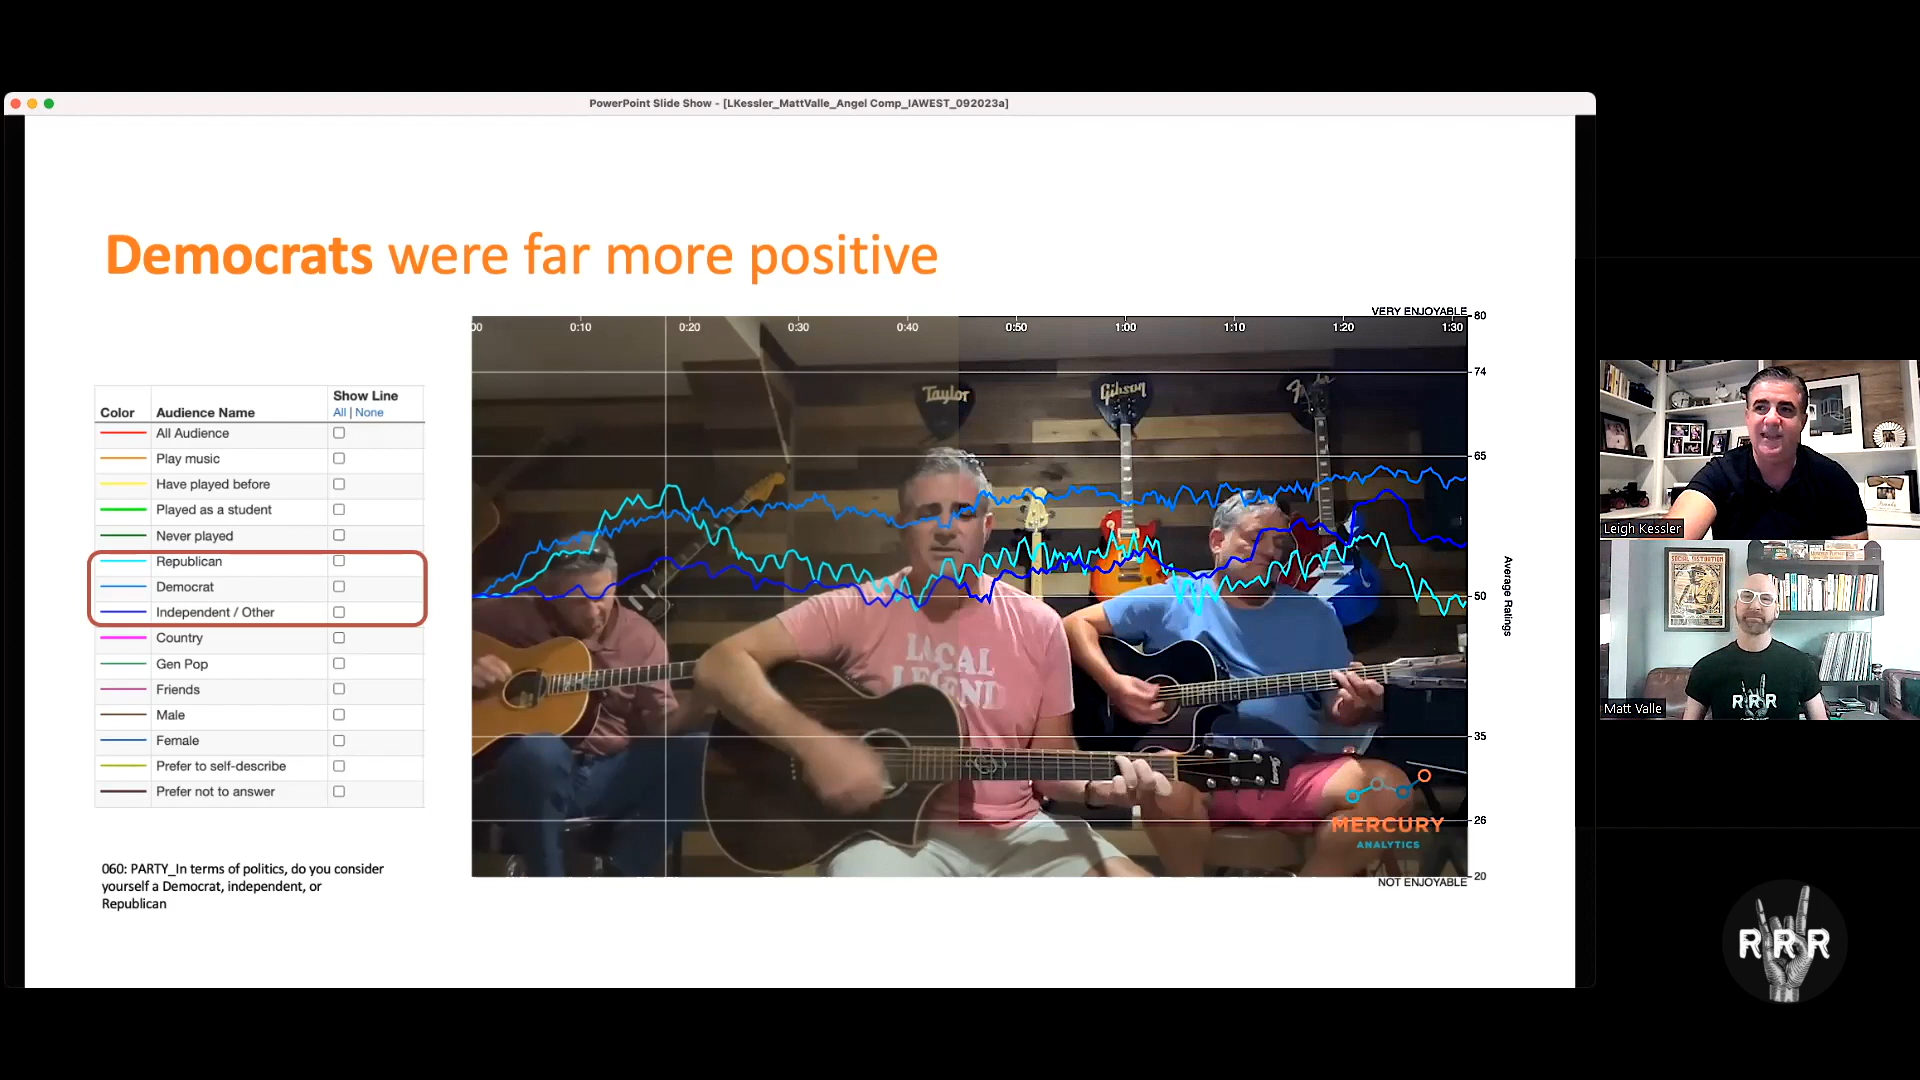 PowerPoint Slide Show - [LKessler_MattValle_Angel Comp_IAWEST_092023a]
Democrats were far more positive
VERY ENJOYABLE
80
00 0:10 0:20 0:30 0:40 0:50 1:00 1:10 1:20 1:30
74
65
50
35
26
20
NOT ENJOYABLE
Average Ratings
Taylor
Gibson
Fender
LOCAL
LEGEND
MERCURY
ANALYTICS
Show Line
Color Audience Name All | None
All Audience
Play music
Have played before
Played as a student
Never played
Republican
Democrat
Independent / Other
Country
Gen Pop
Friends
Male
Female
Prefer to self-describe
Prefer not to answer
060: PARTY_In terms of politics, do you consider
yourself a Democrat, independent, or
Republican
Leigh Kessler
RRR
Matt Valle
RRR